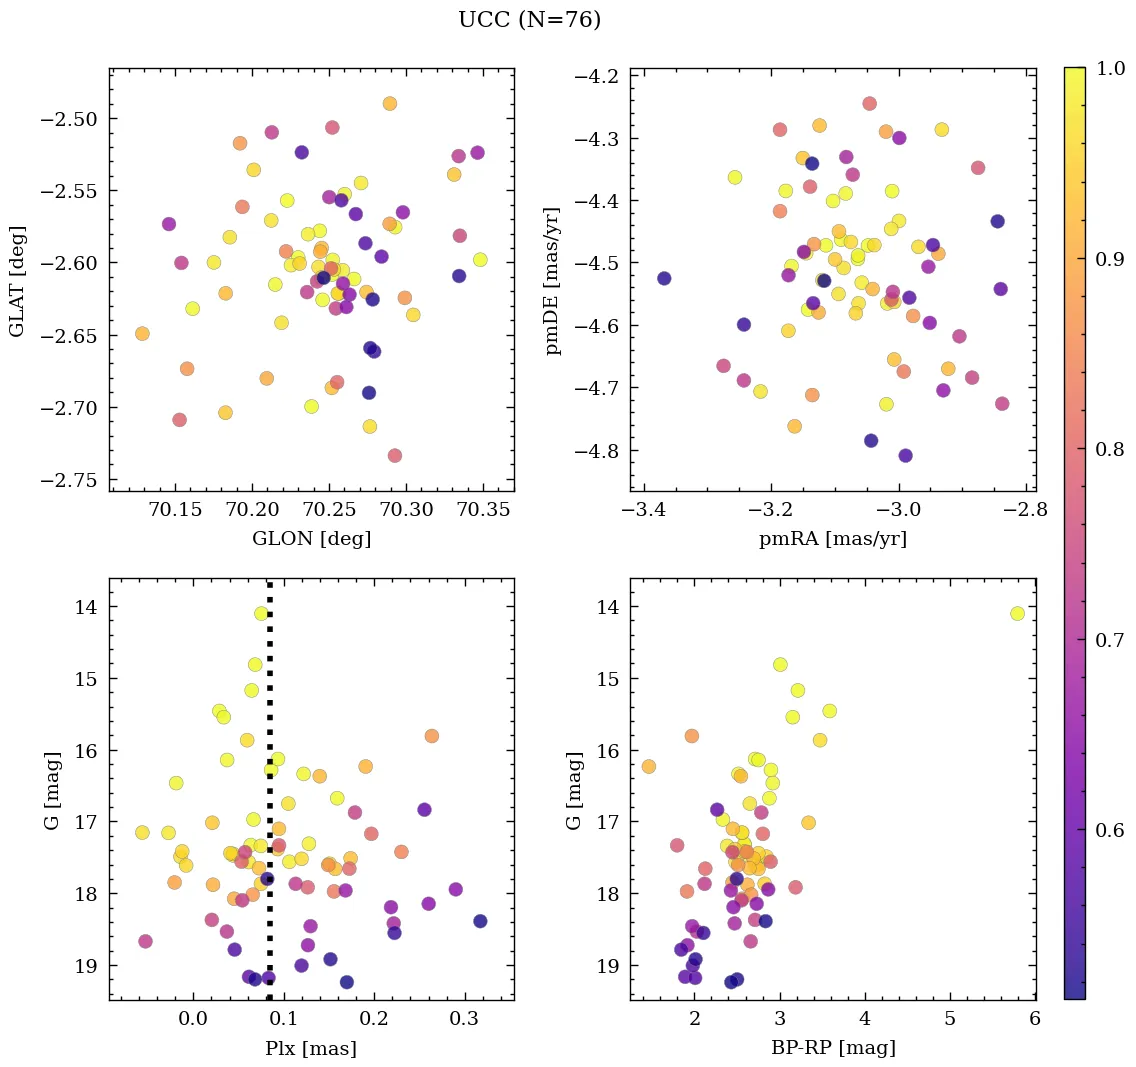 UCC (N=76)
−2.50
−2.55
−2.60
−2.65
−2.70
−2.75
GLAT [deg]
70.15 70.20 70.25 70.30 70.35
GLON [deg]
−4.2
−4.3
−4.4
−4.5
−4.6
−4.7
−4.8
pmDE [mas/yr]
−3.4 −3.2 −3.0 −2.8
pmRA [mas/yr]
14
15
16
17
18
19
G [mag]
0.0 0.1 0.2 0.3
Plx [mas]
14
15
16
17
18
19
G [mag]
2 3 4 5 6
BP-RP [mag]
1.0
0.9
0.8
0.7
0.6